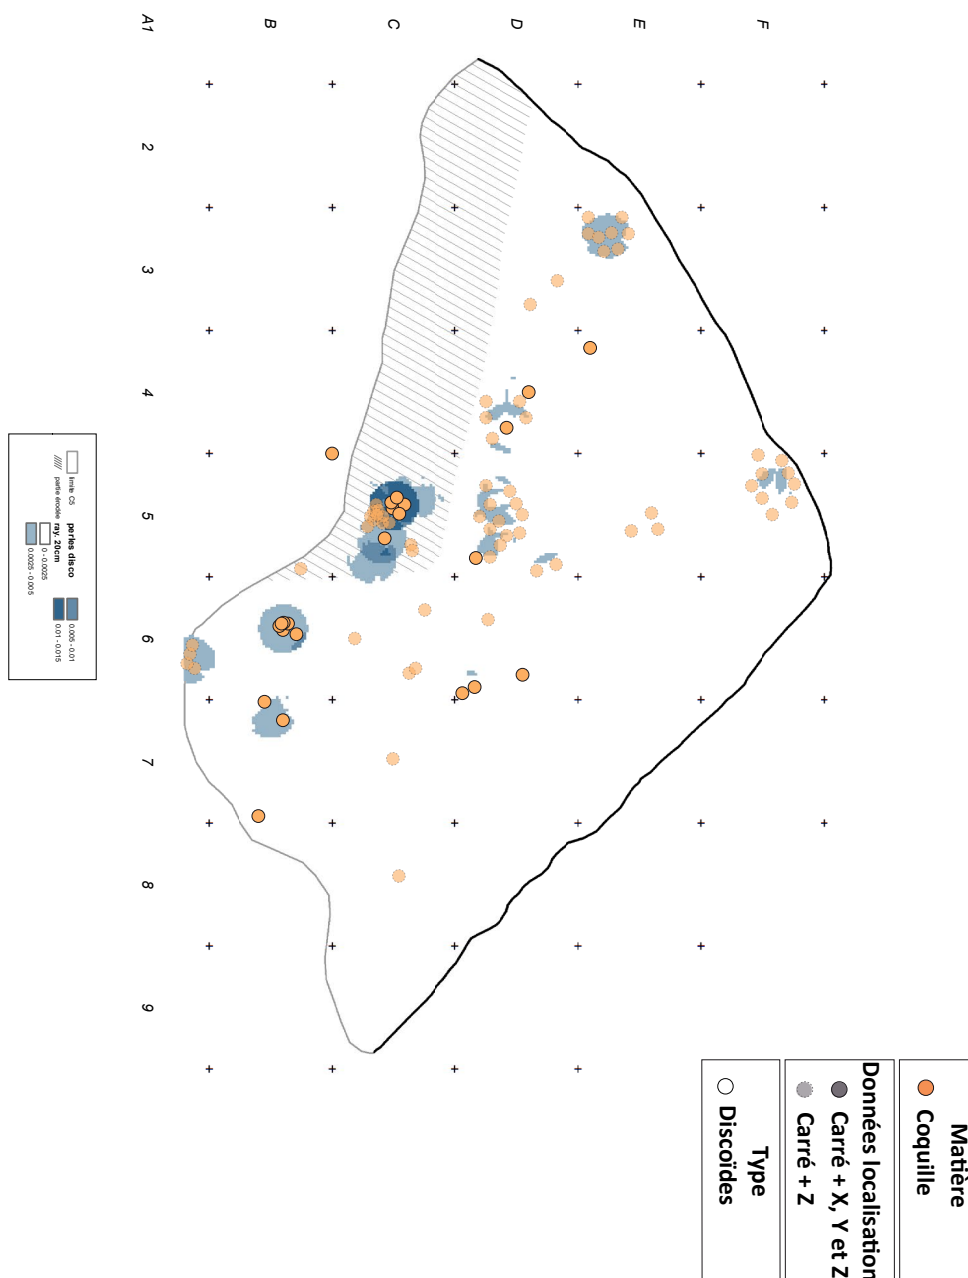 A1
B
C
D
E
F
2
3
4
5
6
7
8
9
limite C5
partie érodée
perles disco
ray. 20cm
0 - 0.0025
0.0025 - 0.005
0.005 - 0.01
0.01 - 0.015
Matière
Coquille
Données localisation
Carré + X, Y et Z
Carré + Z
Type
Discoïdes